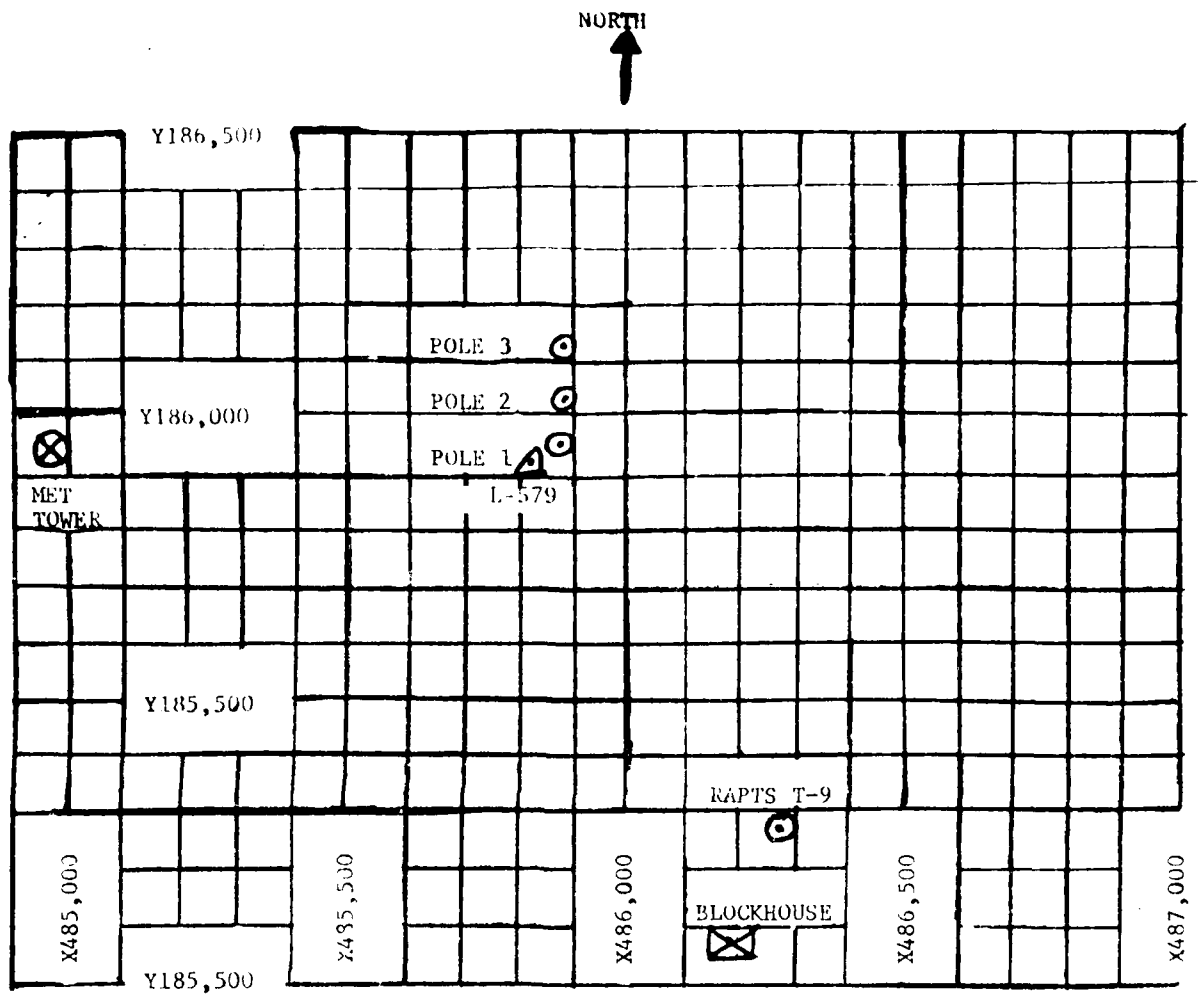 NORTH
Y186,500
POLE 3
POLE 2
Y186,000
POLE 1
L-579
MET
TOWER
Y185,500
RAPTS T-9
BLOCKHOUSE
X485,000
X485,500
X486,000
X486,500
X487,000
Y185,500